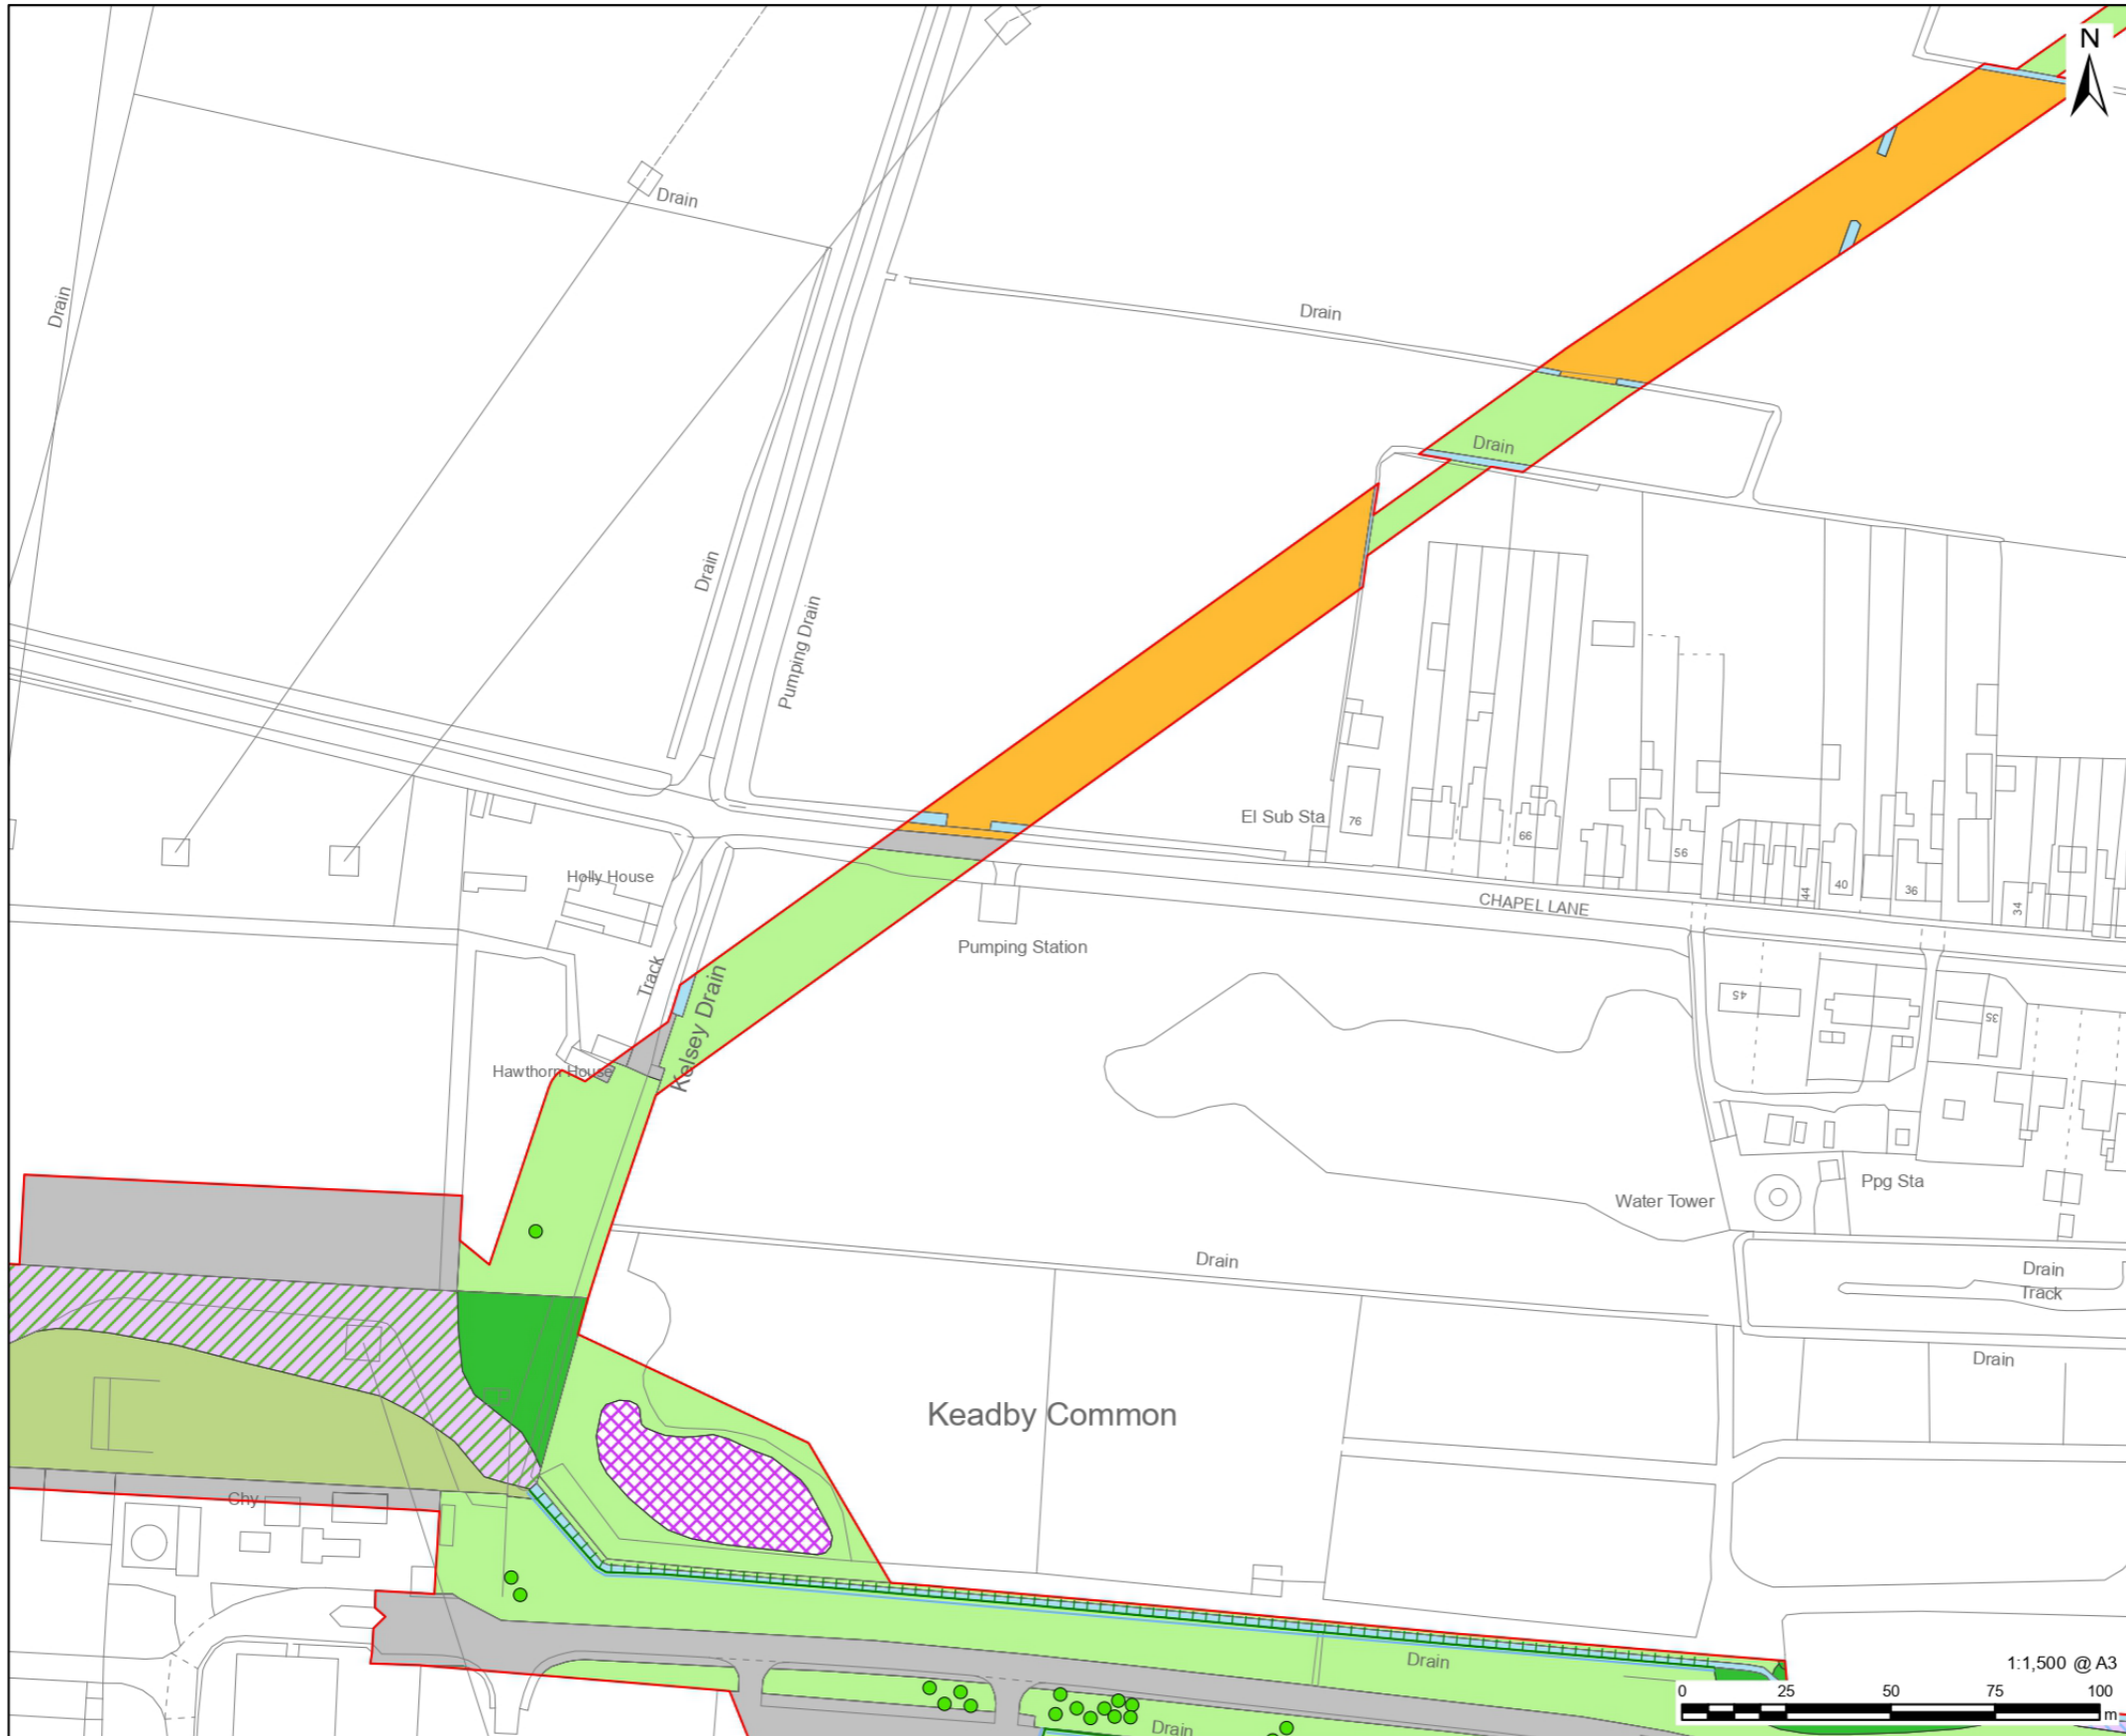 N
Drain
Drain
Drain
Drain
Drain
Pumping Drain
El Sub Sta
76
66
56
44
40
36
34
CHAPEL LANE
Holly House
Pumping Station
Track
Kelsey Drain
45
35
Hawthorn House
Water Tower
Ppg Sta
Drain
Drain
Track
Drain
Keadby Common
Chy
Drain
Drain
1:1,500 @ A3
0 25 50 75 100
m